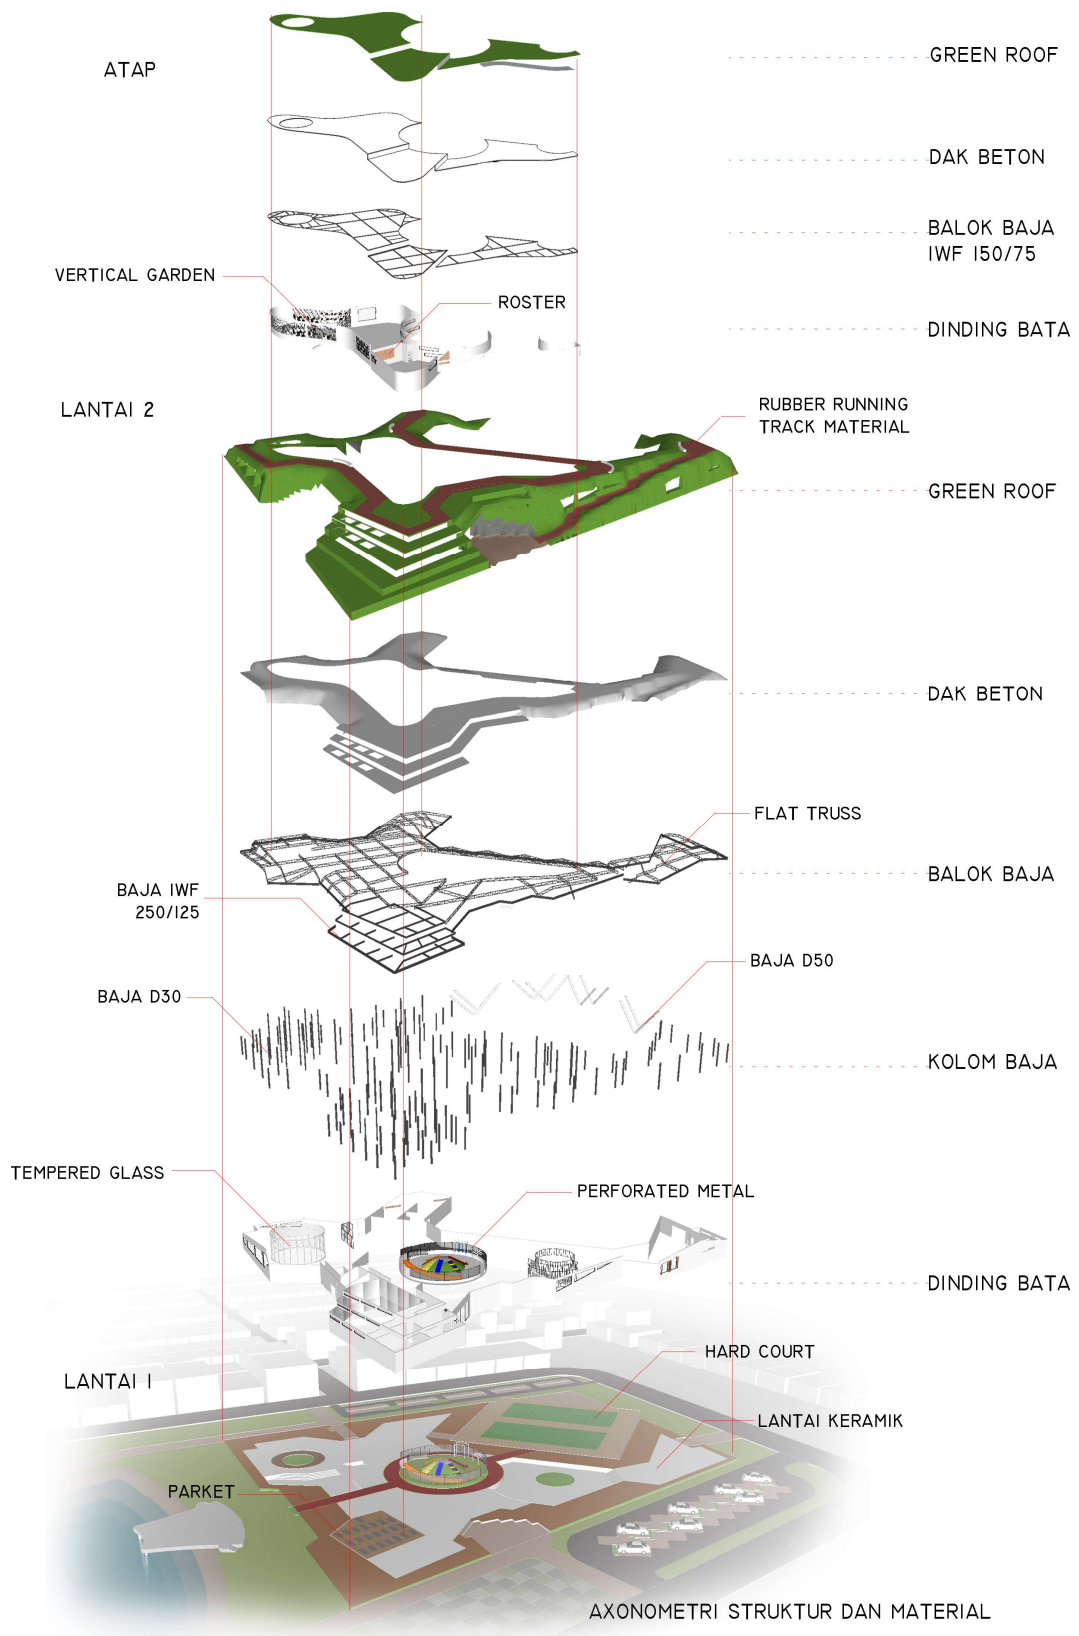 ATAP
GREEN ROOF
DAK BETON
BALOK BAJA
IWF 150/75
VERTICAL GARDEN
ROSTER
DINDING BATA
LANTAI 2
RUBBER RUNNING
TRACK MATERIAL
GREEN ROOF
DAK BETON
FLAT TRUSS
BALOK BAJA
BAJA IWF
250/125
BAJA D50
BAJA D30
KOLOM BAJA
TEMPERED GLASS
PERFORATED METAL
DINDING BATA
HARD COURT
LANTAI 1
LANTAI KERAMIK
PARKET
AXONOMETRI STRUKTUR DAN MATERIAL